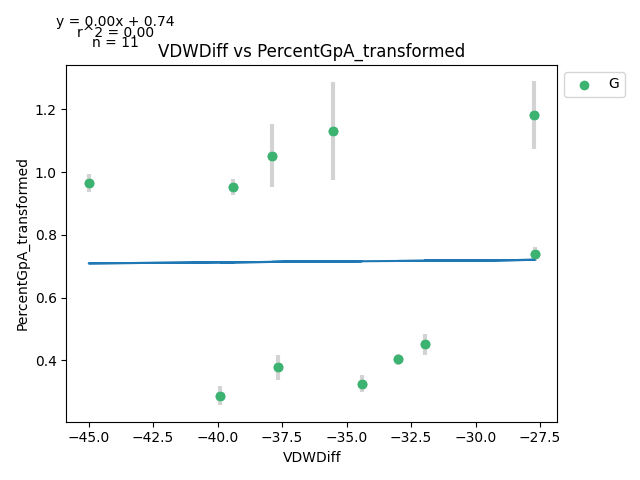 y = 0.00x + 0.74
r^2 = 0.00
n = 11
VDWDiff vs PercentGpA_transformed
G
PercentGpA_transformed
1.2
1.0
0.8
0.6
0.4
−45.0 −42.5 −40.0 −37.5 −35.0 −32.5 −30.0 −27.5
VDWDiff